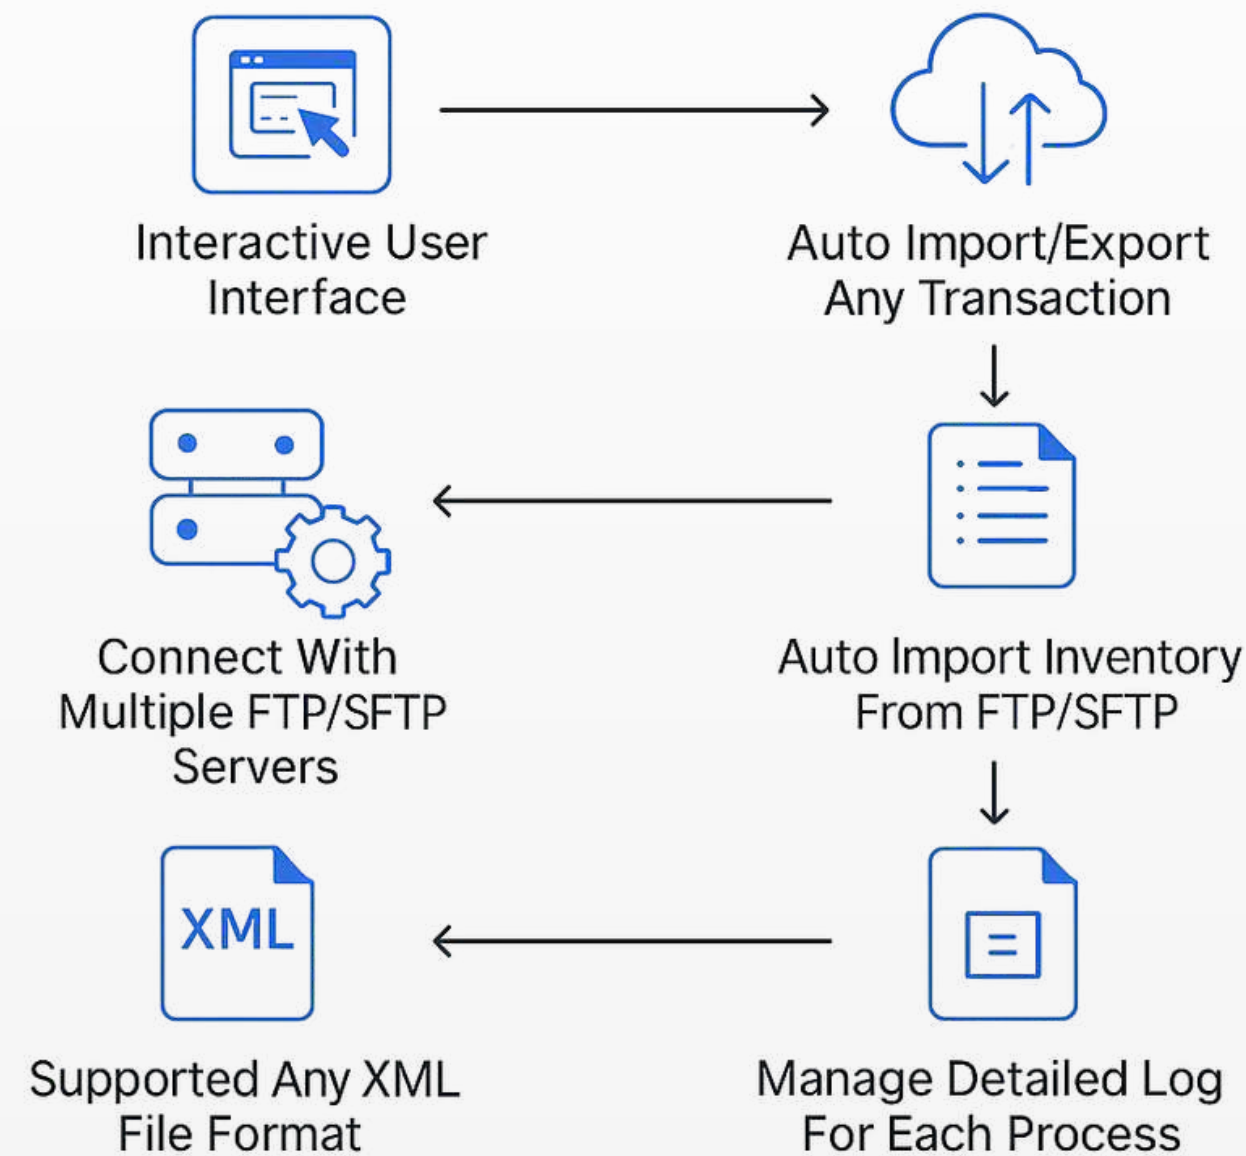 Interactive User
Interface
Auto Import/Export
Any Transaction
Connect With
Multiple FTP/SFTP
Servers
Auto Import Inventory
From FTP/SFTP
XML
Supported Any XML
File Format
Manage Detailed Log
For Each Process